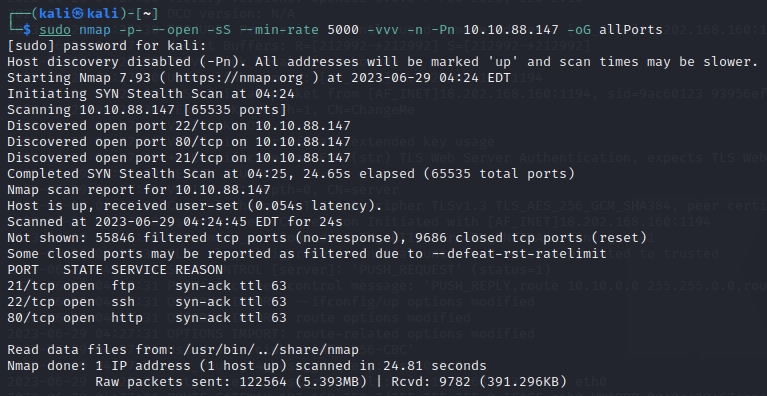 ┌──(kali㉿kali)-[~]
└─$ sudo nmap -p- --open -sS --min-rate 5000 -vvv -n -Pn 10.10.88.147 -oG allPorts
[sudo] password for kali:
Host discovery disabled (-Pn). All addresses will be marked 'up' and scan times may be slower.
Starting Nmap 7.93 ( https://nmap.org ) at 2023-06-29 04:24 EDT
Initiating SYN Stealth Scan at 04:24
Scanning 10.10.88.147 [65535 ports]
Discovered open port 22/tcp on 10.10.88.147
Discovered open port 80/tcp on 10.10.88.147
Discovered open port 21/tcp on 10.10.88.147
Completed SYN Stealth Scan at 04:25, 24.65s elapsed (65535 total ports)
Nmap scan report for 10.10.88.147
Host is up, received user-set (0.054s latency).
Scanned at 2023-06-29 04:24:45 EDT for 24s
Not shown: 55846 filtered tcp ports (no-response), 9686 closed tcp ports (reset)
Some closed ports may be reported as filtered due to --defeat-rst-ratelimit
PORT   STATE SERVICE REASON
21/tcp open  ftp     syn-ack ttl 63
22/tcp open  ssh     syn-ack ttl 63
80/tcp open  http    syn-ack ttl 63
Read data files from: /usr/bin/../share/nmap
Nmap done: 1 IP address (1 host up) scanned in 24.81 seconds
Raw packets sent: 122564 (5.393MB) | Rcvd: 9782 (391.296KB)